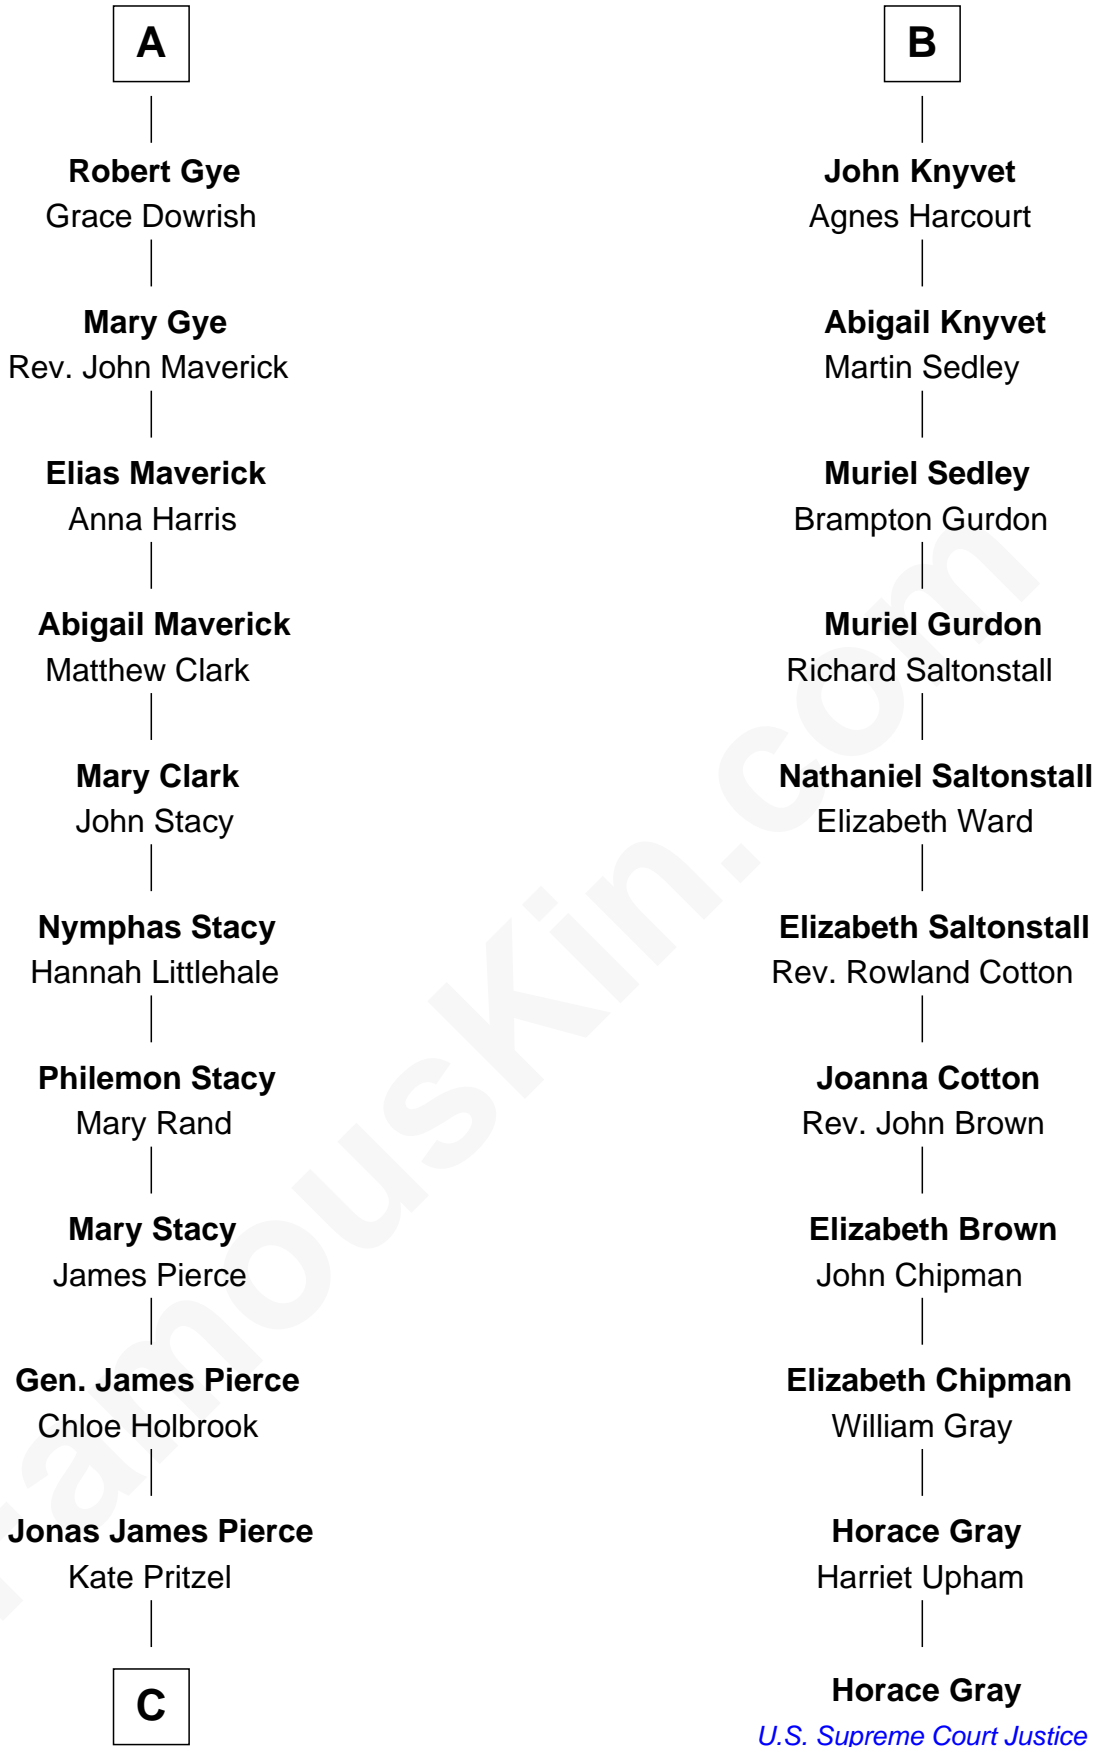 A
Robert Gye
Grace Dowrish
Mary Gye
Rev. John Maverick
Elias Maverick
Anna Harris
Abigail Maverick
Matthew Clark
Mary Clark
John Stacy
Nymphas Stacy
Hannah Littlehale
Philemon Stacy
Mary Rand
Mary Stacy
James Pierce
Gen. James Pierce
Chloe Holbrook
Jonas James Pierce
Kate Pritzel
C
B
John Knyvet
Agnes Harcourt
Abigail Knyvet
Martin Sedley
Muriel Sedley
Brampton Gurdon
Muriel Gurdon
Richard Saltonstall
Nathaniel Saltonstall
Elizabeth Ward
Elizabeth Saltonstall
Rev. Rowland Cotton
Joanna Cotton
Rev. John Brown
Elizabeth Brown
John Chipman
Elizabeth Chipman
William Gray
Horace Gray
Harriet Upham
Horace Gray
U.S. Supreme Court Justice
FamousKin.com